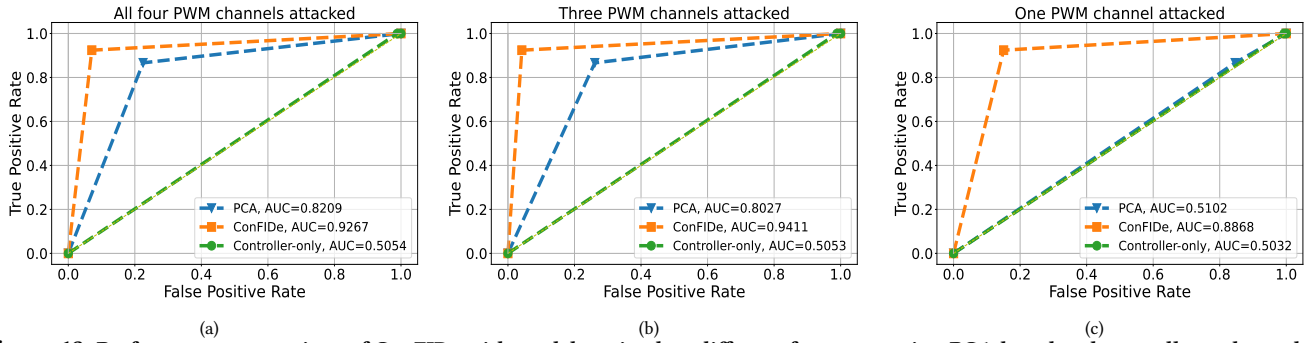 All four PWM channels attacked
True Positive Rate
1.0
0.8
0.6
0.4
0.2
0.0
PCA, AUC=0.8209
ConFIDe, AUC=0.9267
Controller-only, AUC=0.5054
0.0 0.2 0.4 0.6 0.8 1.0
False Positive Rate
(a)
Three PWM channels attacked
True Positive Rate
1.0
0.8
0.6
0.4
0.2
0.0
PCA, AUC=0.8027
ConFIDe, AUC=0.9411
Controller-only, AUC=0.5053
0.0 0.2 0.4 0.6 0.8 1.0
False Positive Rate
(b)
One PWM channel attacked
True Positive Rate
1.0
0.8
0.6
0.4
0.2
0.0
PCA, AUC=0.5102
ConFIDe, AUC=0.8868
Controller-only, AUC=0.5032
0.0 0.2 0.4 0.6 0.8 1.0
False Positive Rate
(c)